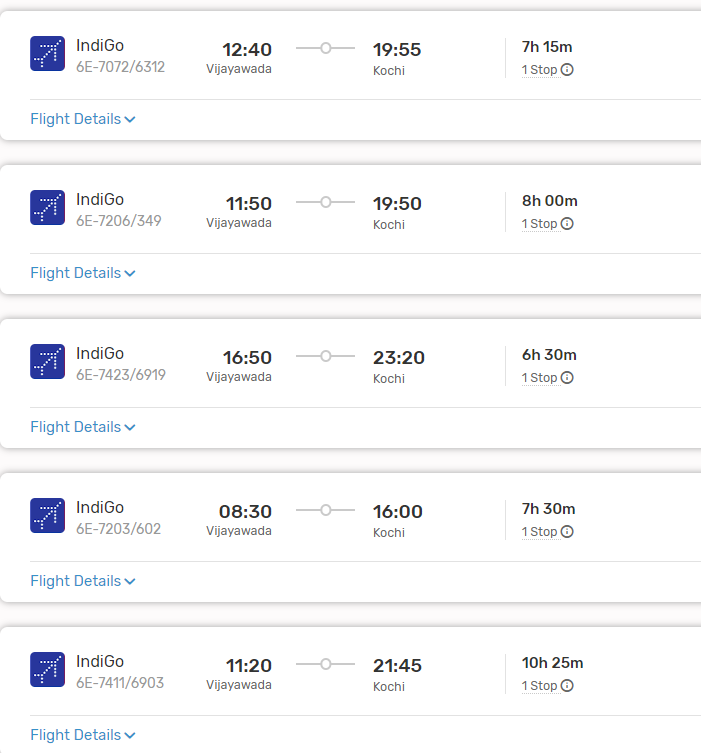 IndiGo 12:40 19:55 7h 15m
6E-7072/6312 Vijayawada Kochi 1 Stop
Flight Details
IndiGo 11:50 19:50 8h 00m
6E-7206/349 Vijayawada Kochi 1 Stop
Flight Details
IndiGo 16:50 23:20 6h 30m
6E-7423/6919 Vijayawada Kochi 1 Stop
Flight Details
IndiGo 08:30 16:00 7h 30m
6E-7203/602 Vijayawada Kochi 1 Stop
Flight Details
IndiGo 11:20 21:45 10h 25m
6E-7411/6903 Vijayawada Kochi 1 Stop
Flight Details